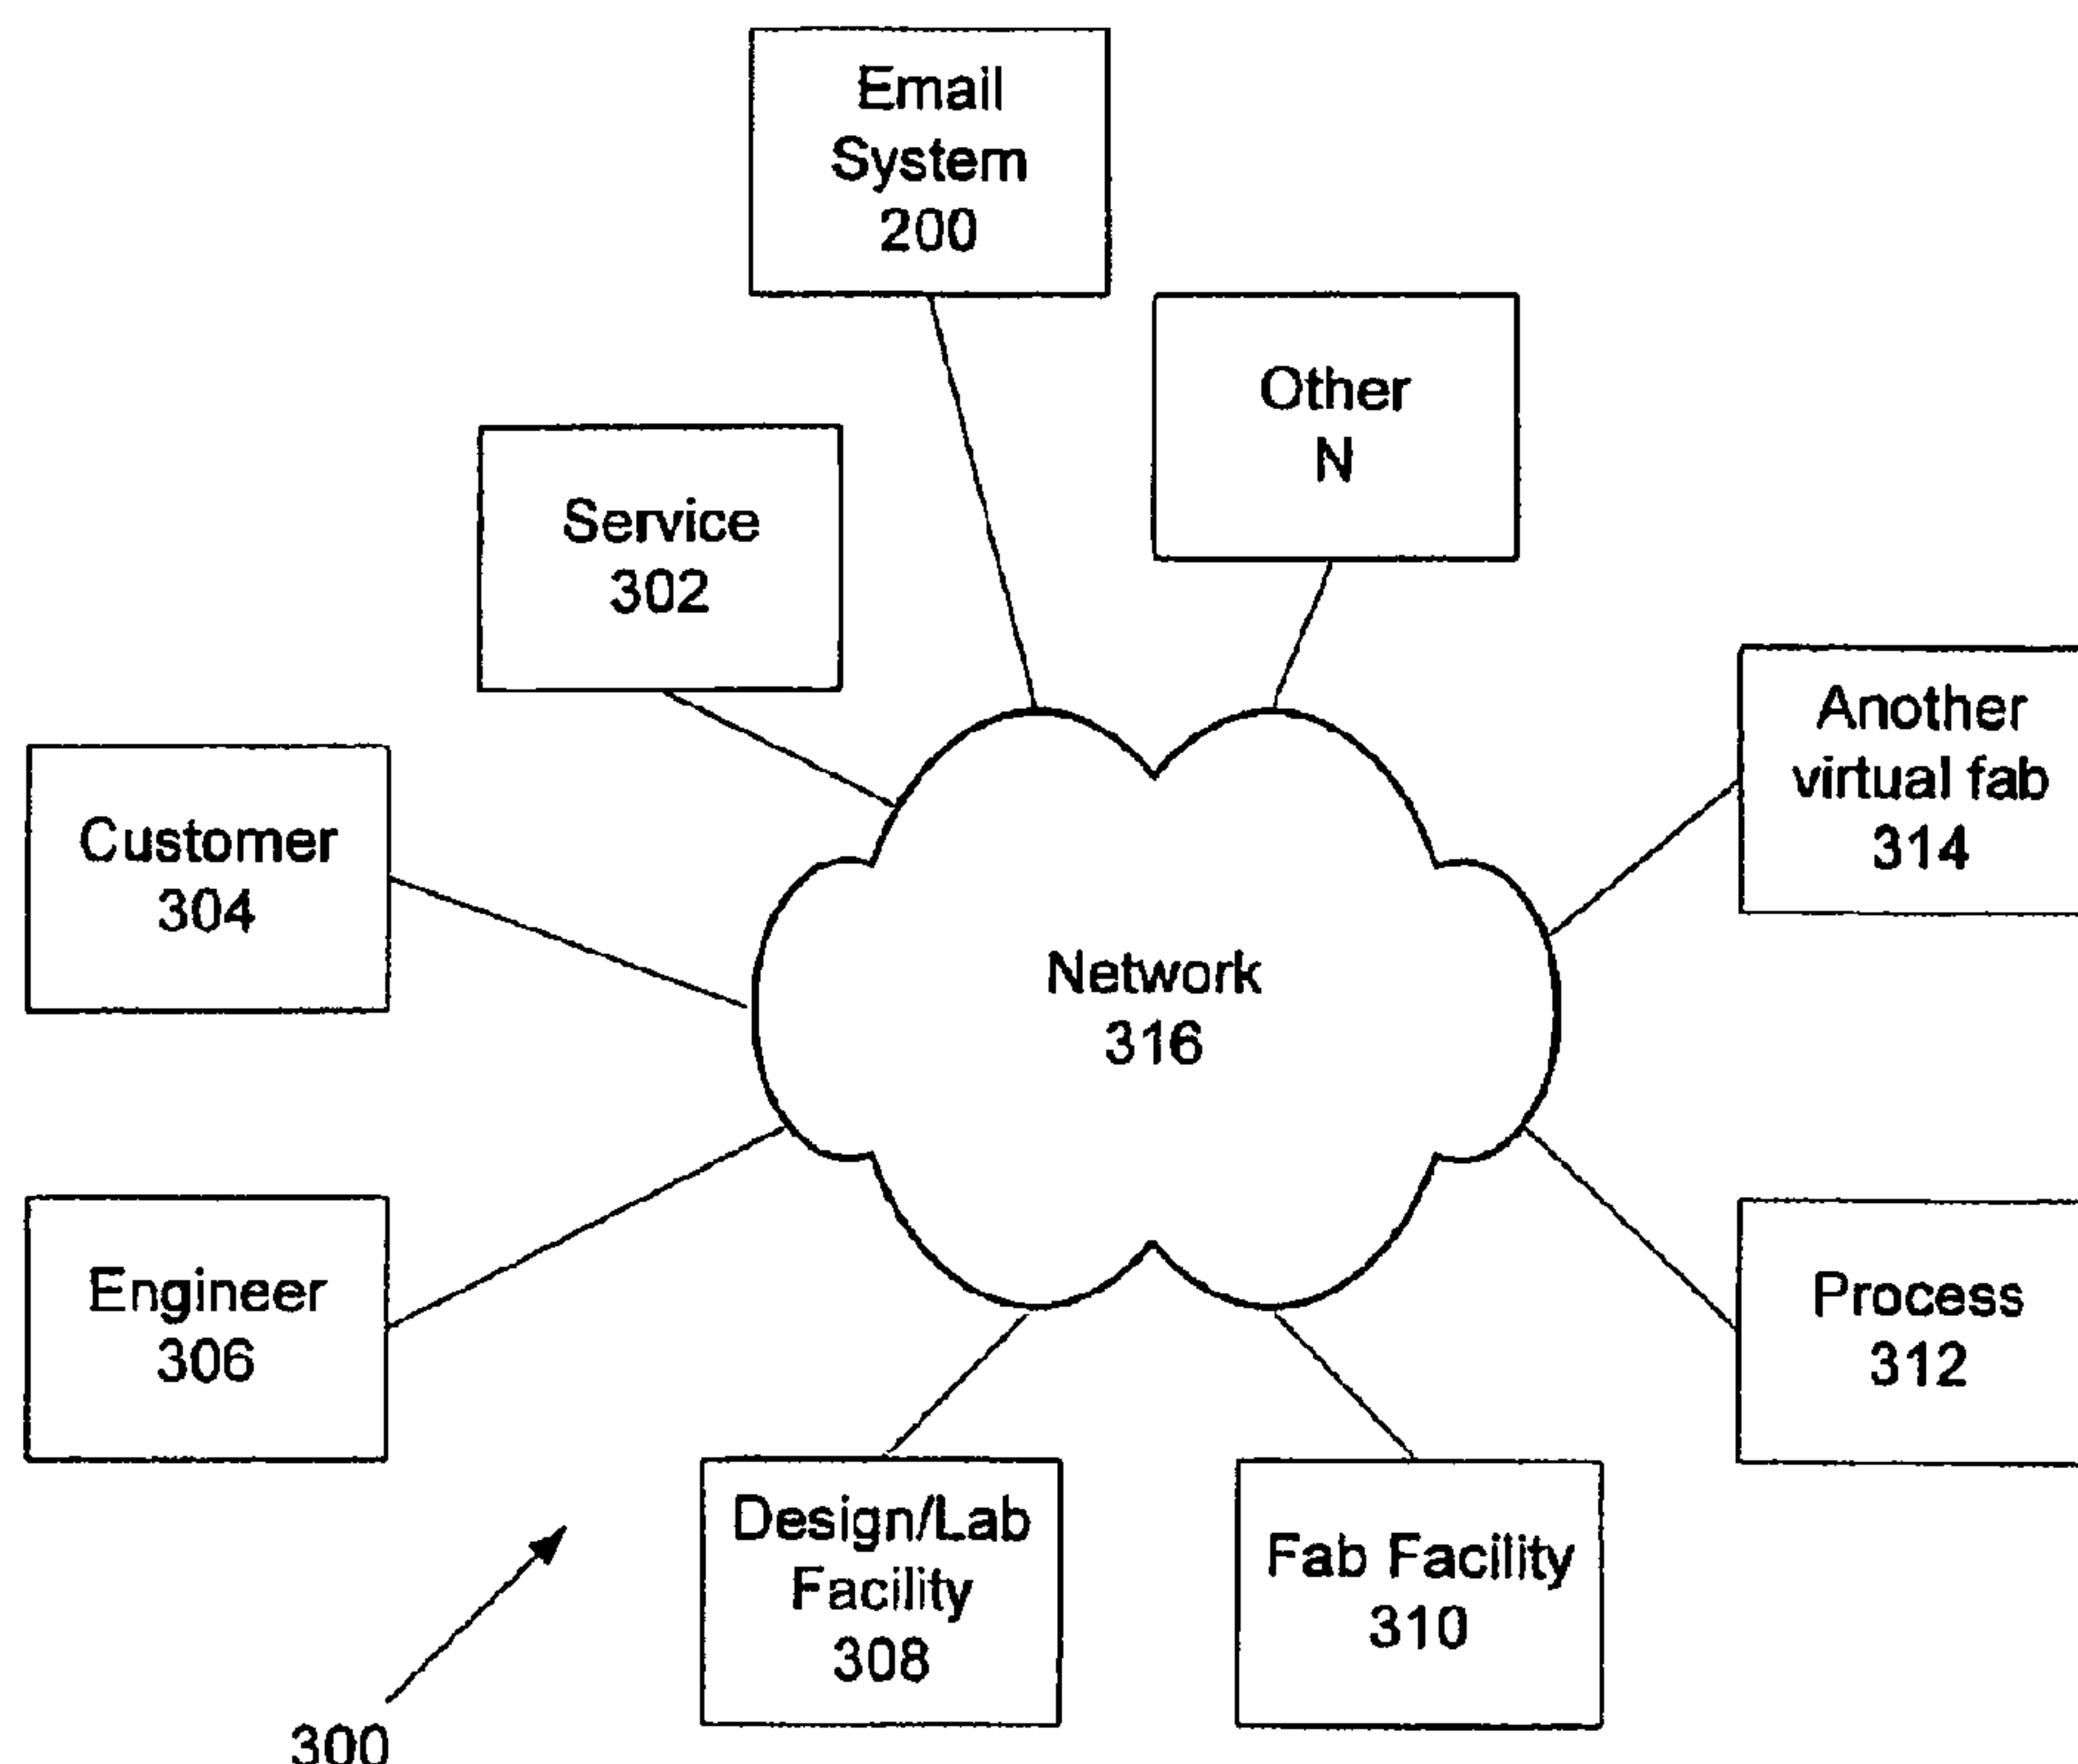 Email
System
200
Other
N
Service
302
Another
virtual fab
314
Customer
304
Network
316
Engineer
306
Process
312
Design/Lab
Facility
308
Fab Facility
310
300